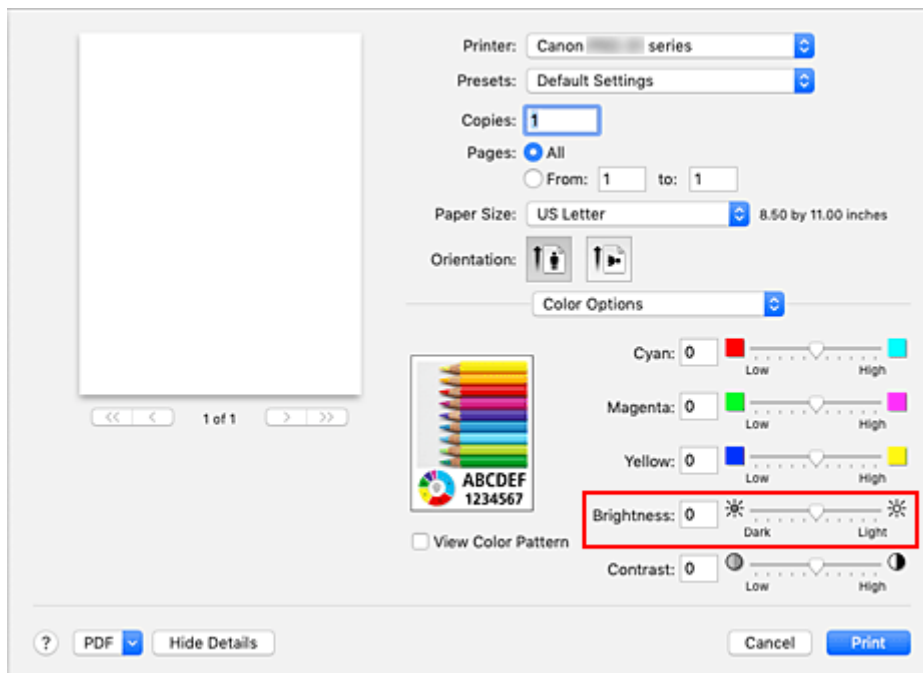 Printer: Canon series
Presets: Default Settings
Copies: 1
Pages: All
From: 1 to: 1
Paper Size: US Letter 8.50 by 11.00 inches
Orientation:
Color Options
<< < 1 of 1 > >>
Cyan: 0
Low High
Magenta: 0
Low High
Yellow: 0
Low High
ABCDEF
1234567
Brightness: 0
Dark Light
View Color Pattern
Contrast: 0
Low High
? PDF Hide Details Cancel Print